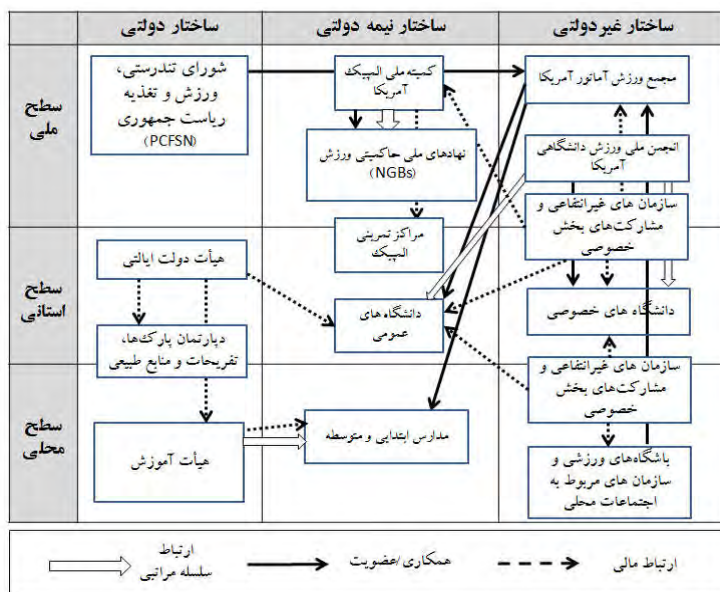 ساختار غیردولتی
ساختار نیمه دولتی
ساختار دولتی
سطح
ملی
مجمع ورزش آماتور آمریکا
کمیته ملی المپیک
آمریکا
شورای تندرستی،
ورزش و تغذیه
ریاست جمهوری
(PCFSN)
انجمن ملی ورزش دانشگاهی
آمریکا
نهادهای ملی حاکمیتی ورزش
(NGBs)
سازمان های غیرانتفاعی و
مشارکت‌های بخش
خصوصی
مراکز تمرینی
المپیک
سطح
استانی
هیأت دولت ایالتی
دانشگاه های خصوصی
دانشگاه های
عمومی
دپارتمان پارک‌ها،
تفریحات و منابع طبیعی
سطح
محلی
سازمان های غیرانتفاعی و
مشارکت‌های بخش
خصوصی
مدارس ابتدایی و متوسطه
هیأت آموزش
باشگاه‌های ورزشی و
سازمان های مربوط به
اجتماعات محلی
ارتباط مالی
همکاری/عضویت
ارتباط
سلسله مراتبی